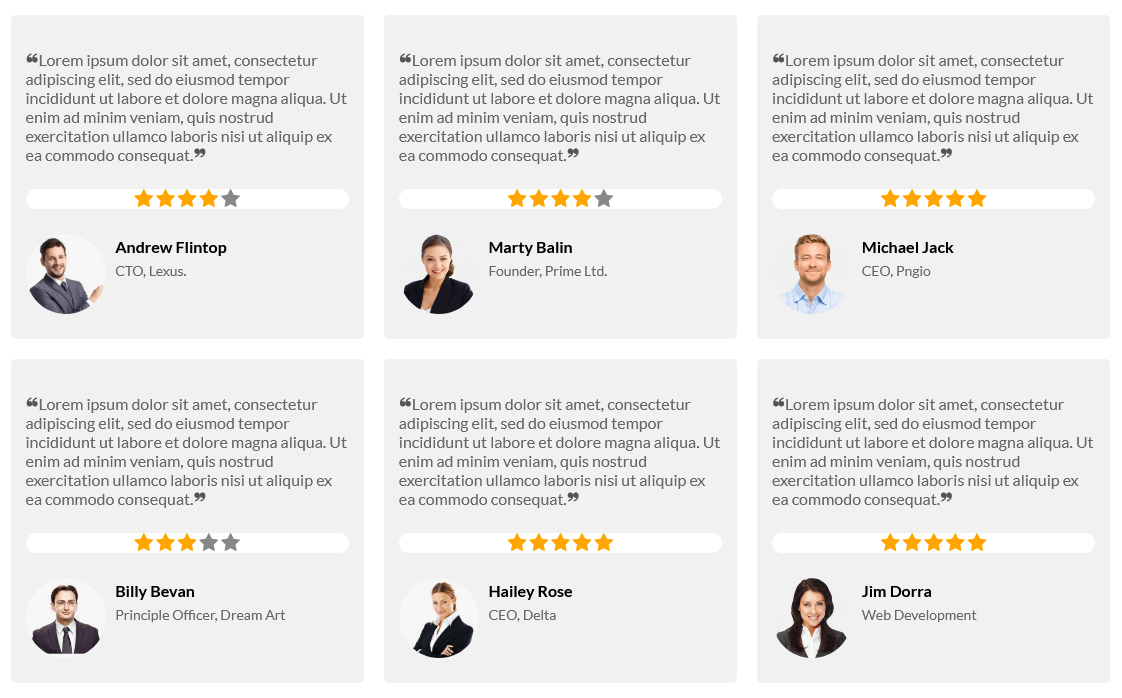 ❝Lorem ipsum dolor sit amet, consectetur
adipiscing elit, sed do eiusmod tempor
incididunt ut labore et dolore magna aliqua. Ut
enim ad minim veniam, quis nostrud
exercitation ullamco laboris nisi ut aliquip ex
ea commodo consequat.❞
Andrew Flintop
CTO, Lexus.
❝Lorem ipsum dolor sit amet, consectetur
adipiscing elit, sed do eiusmod tempor
incididunt ut labore et dolore magna aliqua. Ut
enim ad minim veniam, quis nostrud
exercitation ullamco laboris nisi ut aliquip ex
ea commodo consequat.❞
Marty Balin
Founder, Prime Ltd.
❝Lorem ipsum dolor sit amet, consectetur
adipiscing elit, sed do eiusmod tempor
incididunt ut labore et dolore magna aliqua. Ut
enim ad minim veniam, quis nostrud
exercitation ullamco laboris nisi ut aliquip ex
ea commodo consequat.❞
Michael Jack
CEO, Pngio
❝Lorem ipsum dolor sit amet, consectetur
adipiscing elit, sed do eiusmod tempor
incididunt ut labore et dolore magna aliqua. Ut
enim ad minim veniam, quis nostrud
exercitation ullamco laboris nisi ut aliquip ex
ea commodo consequat.❞
Billy Bevan
Principle Officer, Dream Art
❝Lorem ipsum dolor sit amet, consectetur
adipiscing elit, sed do eiusmod tempor
incididunt ut labore et dolore magna aliqua. Ut
enim ad minim veniam, quis nostrud
exercitation ullamco laboris nisi ut aliquip ex
ea commodo consequat.❞
Hailey Rose
CEO, Delta
❝Lorem ipsum dolor sit amet, consectetur
adipiscing elit, sed do eiusmod tempor
incididunt ut labore et dolore magna aliqua. Ut
enim ad minim veniam, quis nostrud
exercitation ullamco laboris nisi ut aliquip ex
ea commodo consequat.❞
Jim Dorra
Web Development